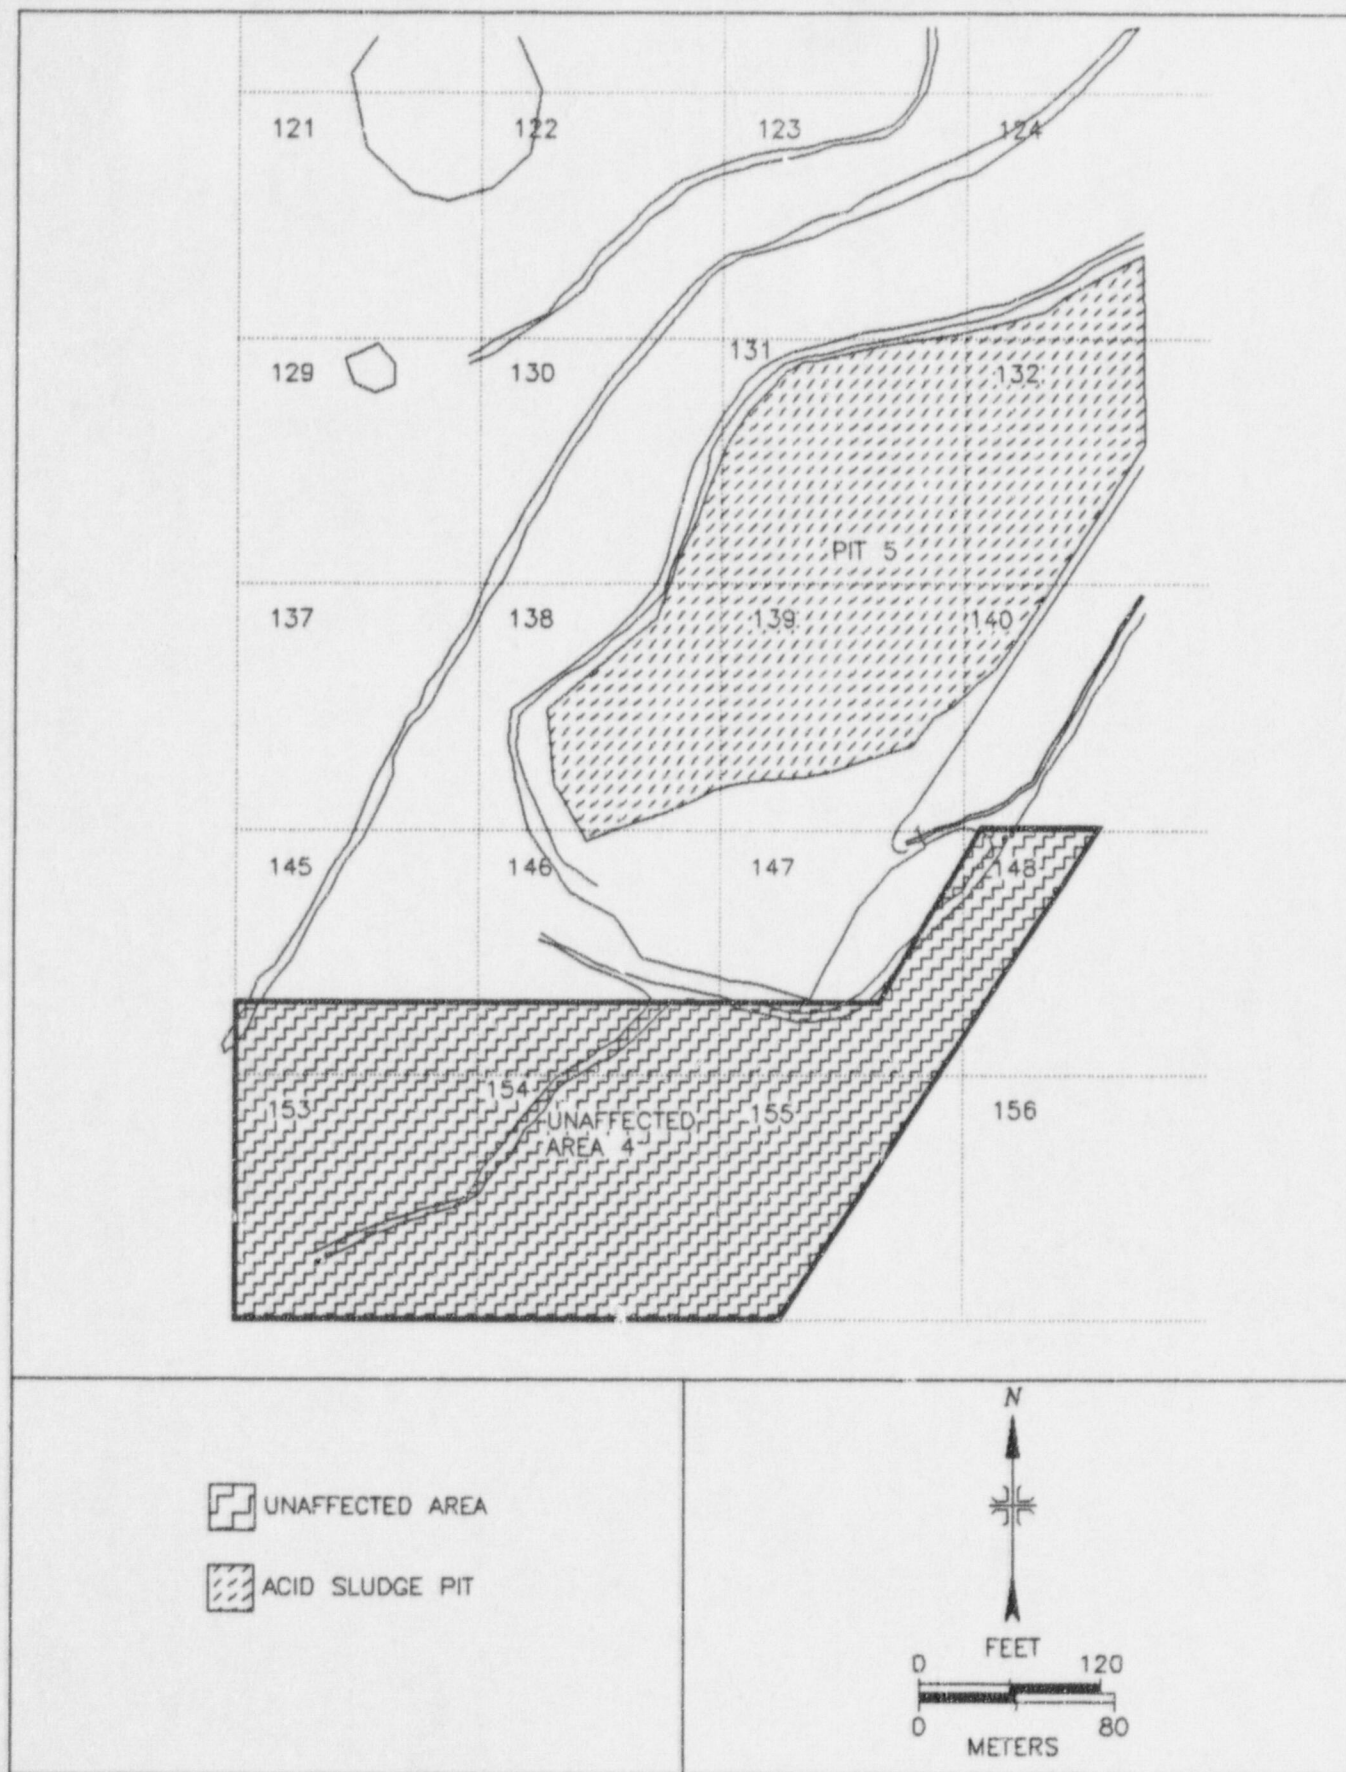 121 122 123 124
129 130 131 132
PIT 5
137 138 139 140
145 146 147 148
153 154 155 156
UNAFFECTED
AREA 4
UNAFFECTED AREA
ACID SLUDGE PIT
N
FEET
0 120
0 80
METERS